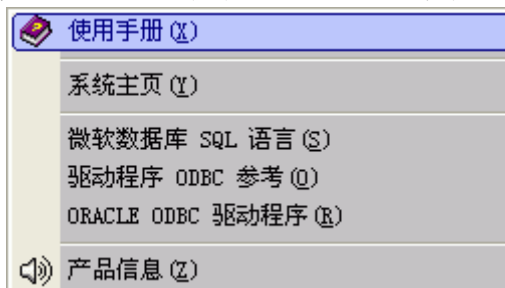 使用手册(X)
系统主页(Y)
微软数据库 SQL 语言(S)
驱动程序 ODBC 参考(O)
ORACLE ODBC 驱动程序(R)
产品信息(Z)